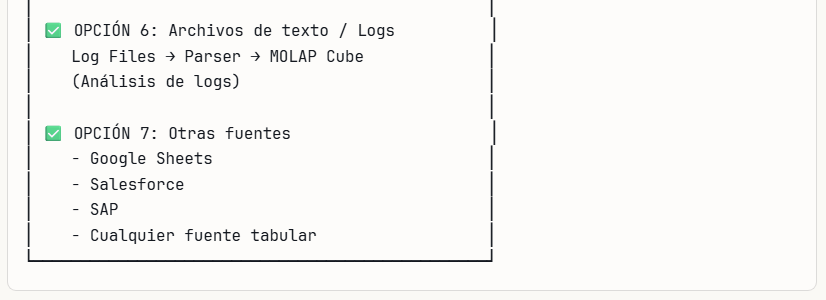 ✅ OPCIÓN 6: Archivos de texto / Logs
Log Files → Parser → MOLAP Cube
(Análisis de logs)
✅ OPCIÓN 7: Otras fuentes
- Google Sheets
- Salesforce
- SAP
- Cualquier fuente tabular